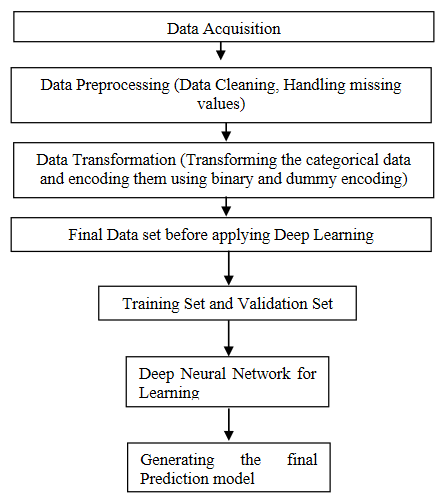 Data Acquisition
Data Preprocessing (Data Cleaning, Handling missing
values)
Data Transformation (Transforming the categorical data
and encoding them using binary and dummy encoding)
Final Data set before applying Deep Learning
Training Set and Validation Set
Deep Neural Network for
Learning
Generating the final
Prediction model